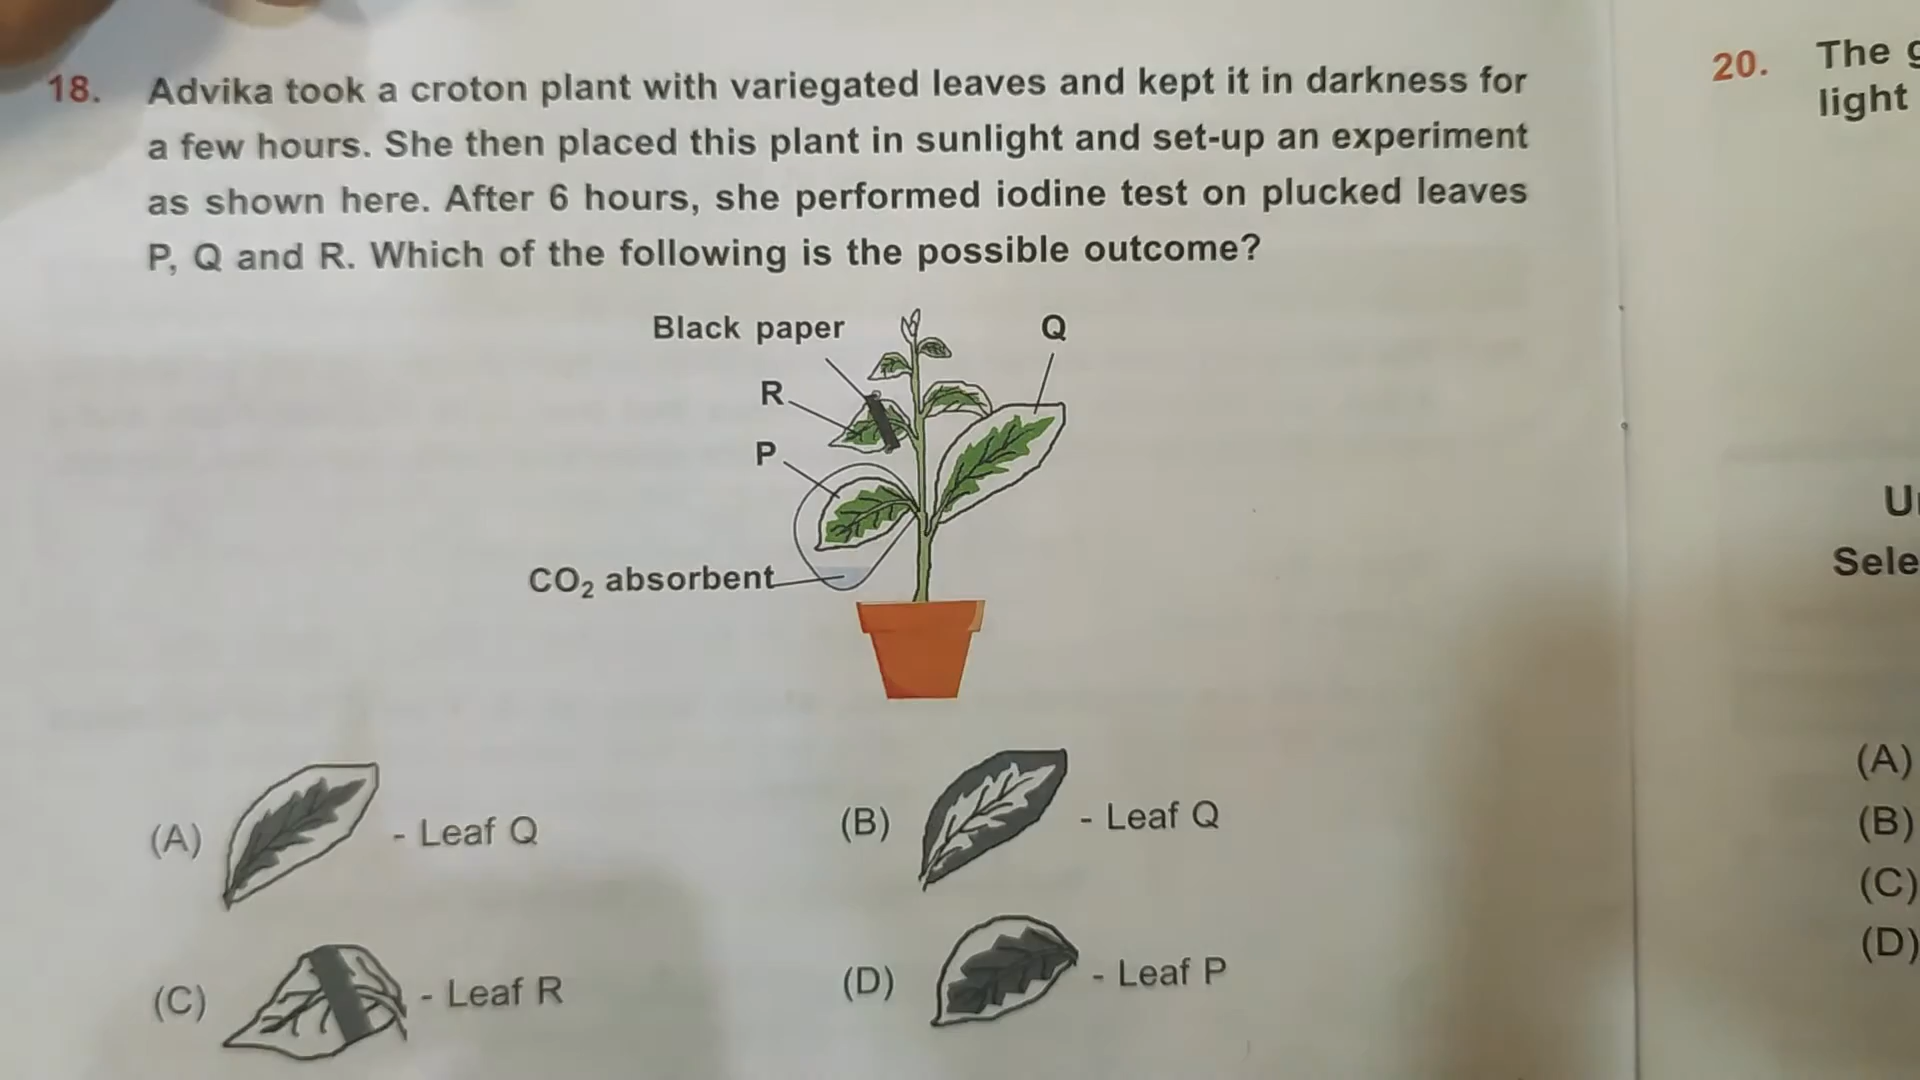 18. Advika took a croton plant with variegated leaves and kept it in darkness for
a few hours. She then placed this plant in sunlight and set-up an experiment
as shown here. After 6 hours, she performed iodine test on plucked leaves
P, Q and R. Which of the following is the possible outcome?
Black paper
Q
R
P
CO₂ absorbent
(A) - Leaf Q
(B) - Leaf Q
(C) - Leaf R
(D) - Leaf P
20. The
light
Sele
(A)
(B)
(C)
(D)